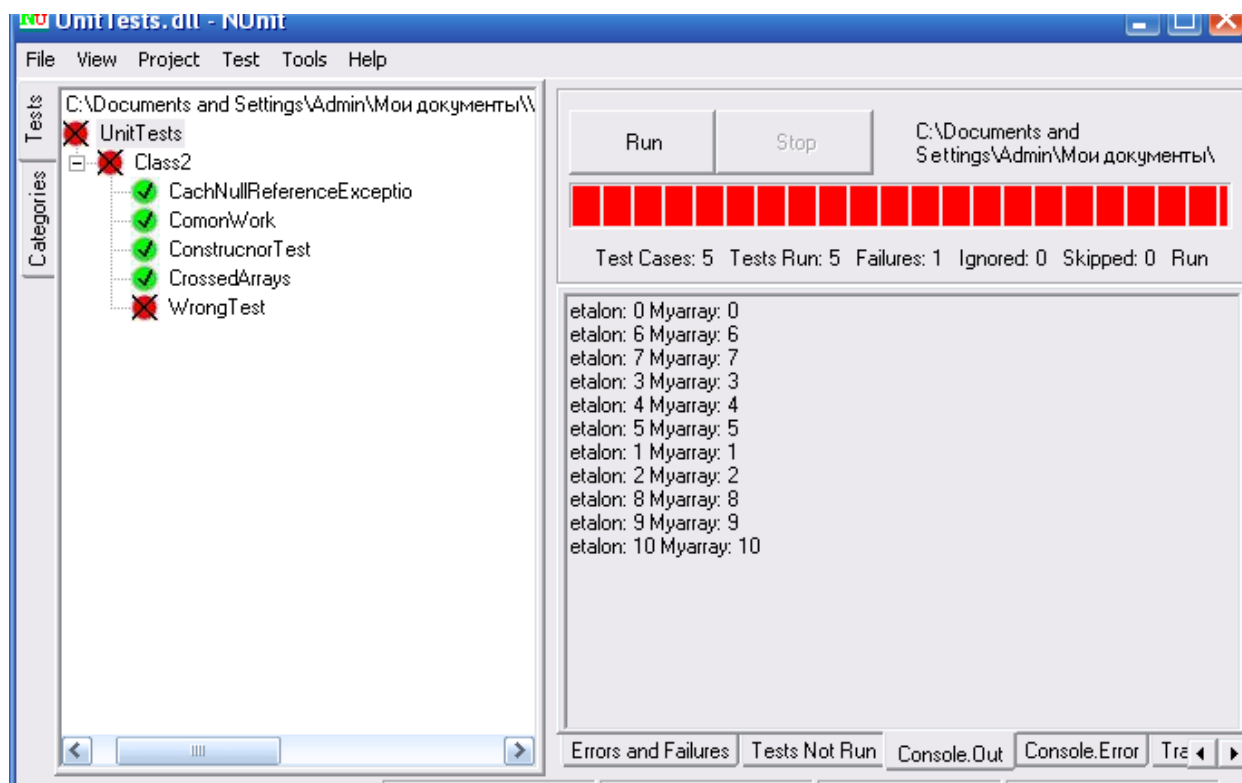 UnitTests.dll - NUnit
File View Project Test Tools Help
Tests
Categories
C:\Documents and Settings\Admin\Мои документы\\
UnitTests
Class2
CachNullReferenceExceptio
ComonWork
ConstrucnorTest
CrossedArrays
WrongTest
Run
Stop
C:\Documents and
Settings\Admin\Мои документы\
Test Cases: 5 Tests Run: 5 Failures: 1 Ignored: 0 Skipped: 0 Run
etalon: 0 Myarray: 0
etalon: 6 Myarray: 6
etalon: 7 Myarray: 7
etalon: 3 Myarray: 3
etalon: 4 Myarray: 4
etalon: 5 Myarray: 5
etalon: 1 Myarray: 1
etalon: 2 Myarray: 2
etalon: 8 Myarray: 8
etalon: 9 Myarray: 9
etalon: 10 Myarray: 10
Errors and Failures Tests Not Run Console.Out Console.Error